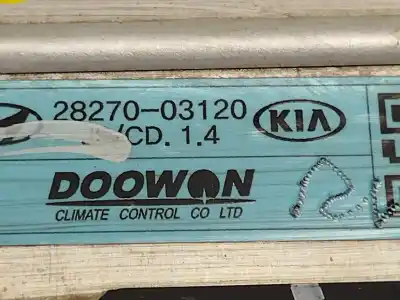 28270-03120
/CD. 1.4
KIA
DOOWON
CLIMATE CONTROL CO LTD